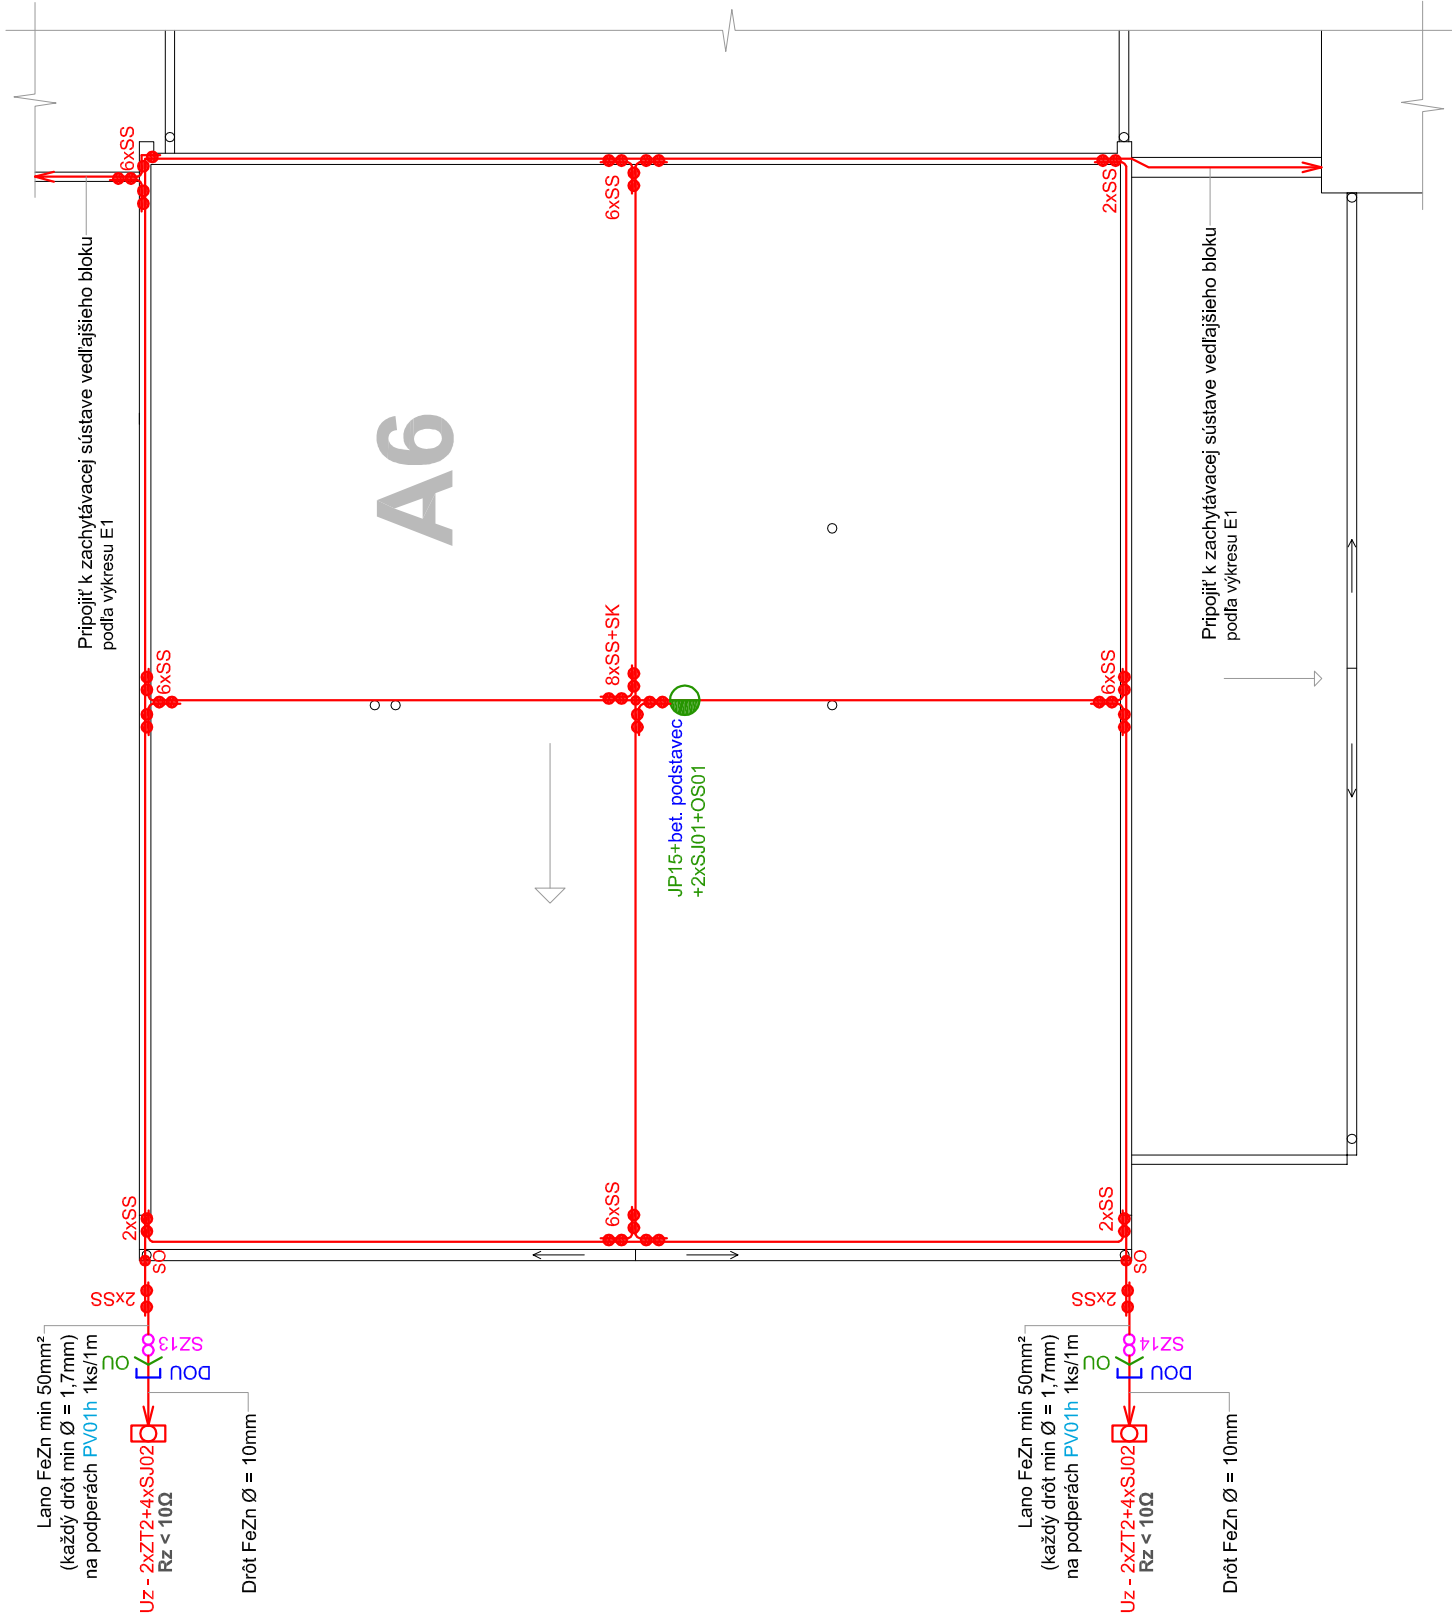 6xSS
6xSS
2xSS
Pripojiť k zachytávacej sústave vedľajšieho bloku
podľa výkresu E1
Pripojiť k zachytávacej sústave vedľajšieho bloku
podľa výkresu E1
A6
6xSS
8xSS+SK
6xSS
JP15+bet. podstavec
+2xSJ01+OS01
2xSS
6xSS
2xSS
SO
SO
2xSS
2xSS
SZ13
OU
DOU
SZ14
OU
DOU
Lano FeZn min 50mm²
(každý drôt min Ø = 1,7mm)
na podperách PV01h 1ks/1m
Uz - 2xZT2+4xSJ02
Rz < 10Ω
Drôt FeZn Ø = 10mm
Lano FeZn min 50mm²
(každý drôt min Ø = 1,7mm)
na podperách PV01h 1ks/1m
Uz - 2xZT2+4xSJ02
Rz < 10Ω
Drôt FeZn Ø = 10mm